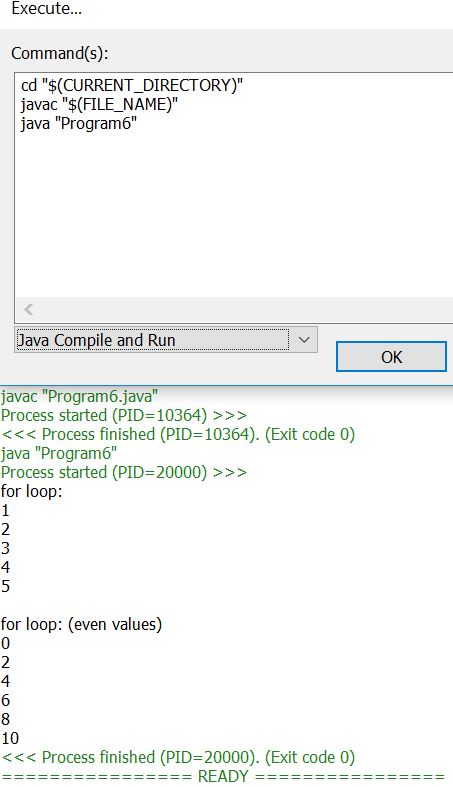 Execute...
Command(s):
cd "$(CURRENT_DIRECTORY)"
javac "$(FILE_NAME)"
java "Program6"
Java Compile and Run
OK
javac "Program6.java"
Process started (PID=10364) >>>
<<< Process finished (PID=10364). (Exit code 0)
java "Program6"
Process started (PID=20000) >>>
for loop:
1
2
3
4
5
for loop: (even values)
0
2
4
6
8
10
<<< Process finished (PID=20000). (Exit code 0)
================ READY ================